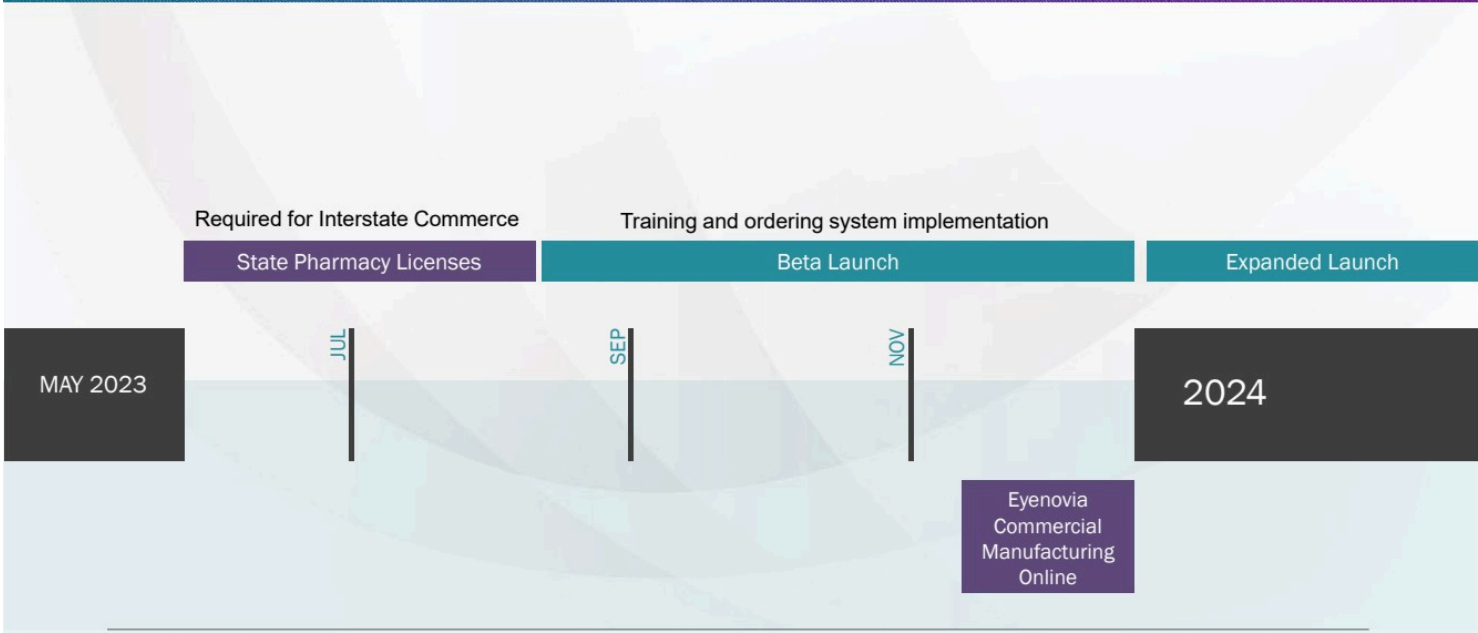 Required for Interstate Commerce
Training and ordering system implementation
State Pharmacy Licenses
Beta Launch
Expanded Launch
MAY 2023
JUL
SEP
NOV
2024
Eyenovia
Commercial
Manufacturing
Online